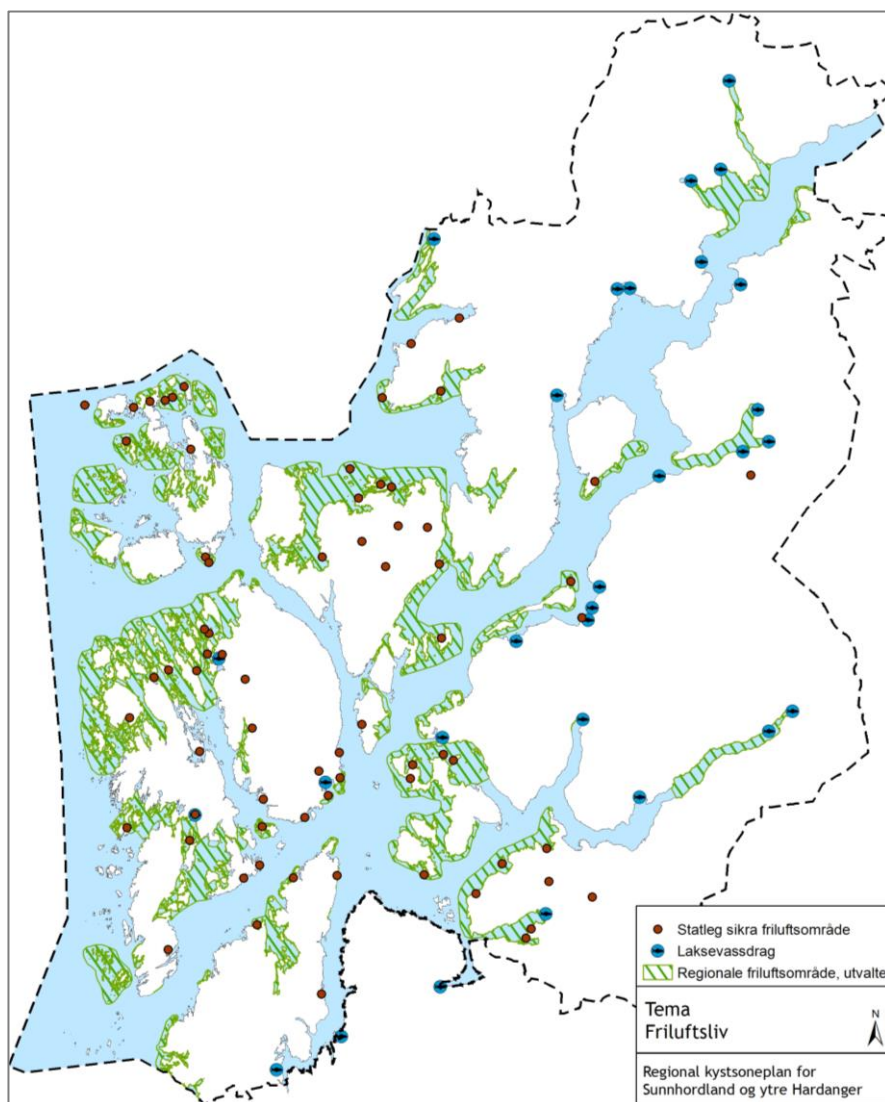 Statleg sikra friluftsområde
Laksevassdrag
Regionale friluftsområde, utvalte
Tema
Friluftsliv
N
Regional kystsoneplan for
Sunnhordland og ytre Hardanger